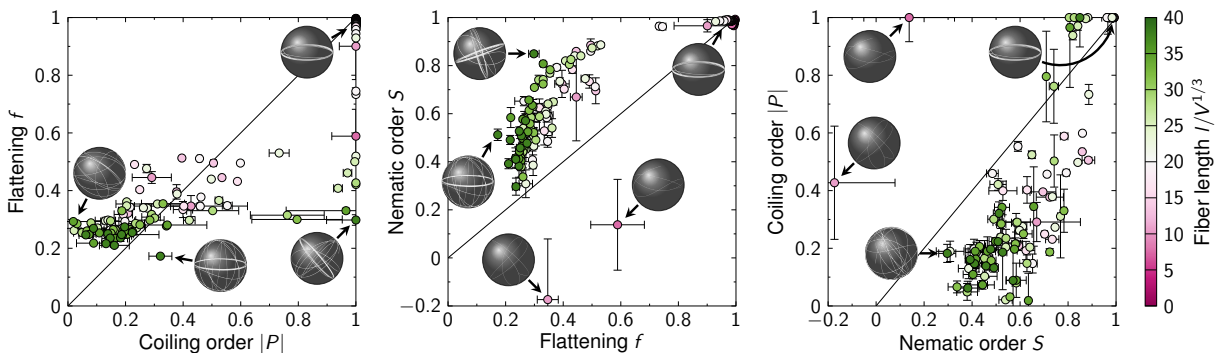 1
0.8
0.6
0.4
0.2
0
Flattening f
0 0.2 0.4 0.6 0.8 1
Coiling order |P|
1
0.8
0.6
0.4
0.2
0
−0.2
Nematic order S
0 0.2 0.4 0.6 0.8 1
Flattening f
1
0.8
0.6
0.4
0.2
0
Coiling order |P|
−0.2 0 0.2 0.4 0.6 0.8 1
Nematic order S
40
35
30
25
20
15
10
5
0
Fiber length l/V^1/3